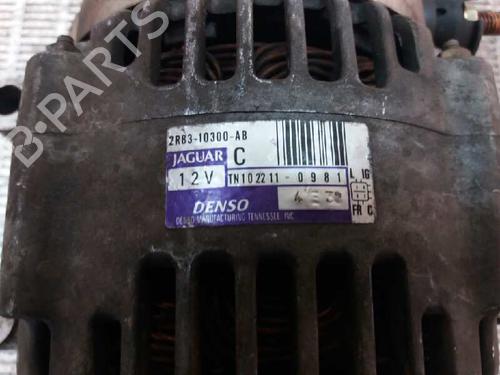 B-PARTS
2R83-10300-AB
JAGUAR C
12V TN102211-0981 L IG
DENSO
FR C
DENSO MANUFACTURING TENNESSEE INC.